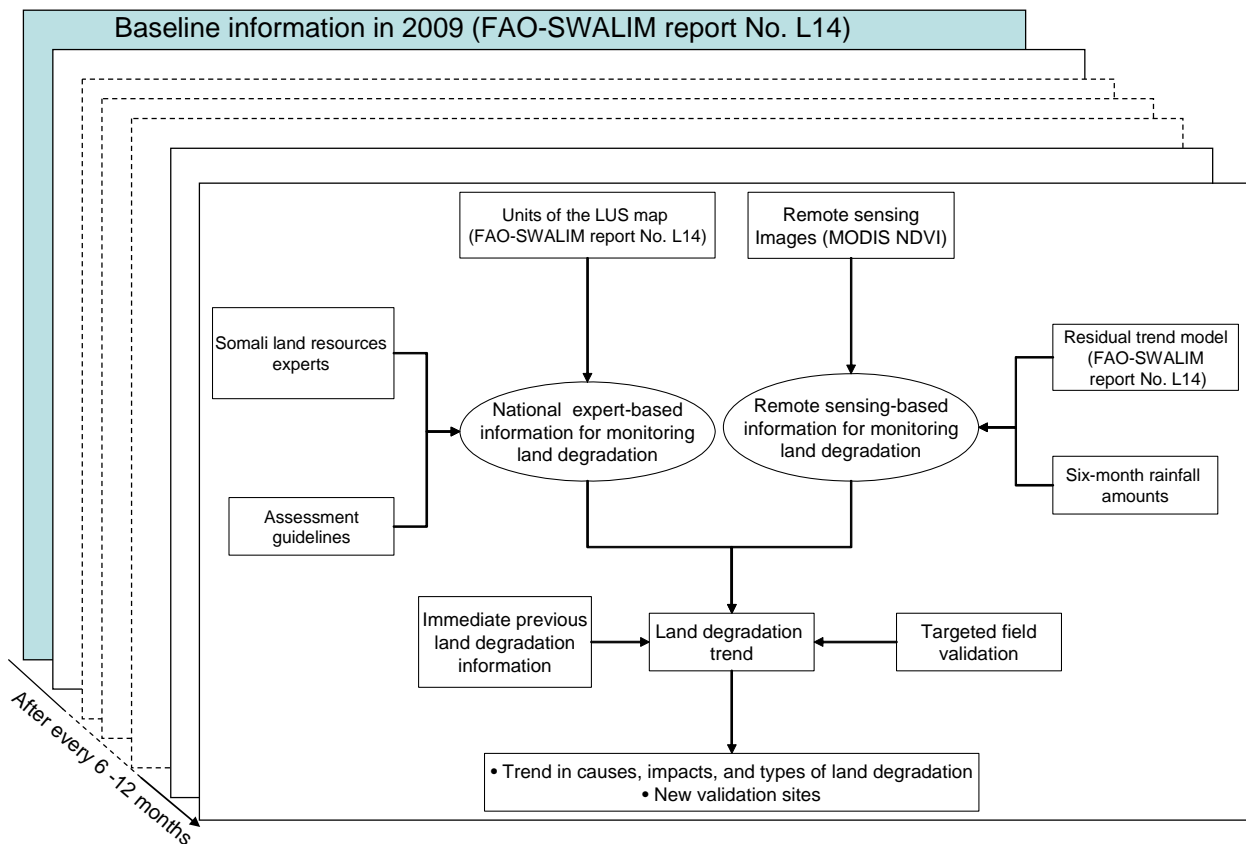 Baseline information in 2009 (FAO-SWALIM report No. L14)
Units of the LUS map
(FAO-SWALIM report No. L14)
Remote sensing
Images (MODIS NDVI)
Somali land resources
experts
Residual trend model
(FAO-SWALIM
report No. L14)
National expert-based
information for monitoring
land degradation
Remote sensing-based
information for monitoring
land degradation
Assessment
guidelines
Six-month rainfall
amounts
Immediate previous
land degradation
information
Land degradation
trend
Targeted field
validation
• Trend in causes, impacts, and types of land degradation
• New validation sites
After every 6 -12 months